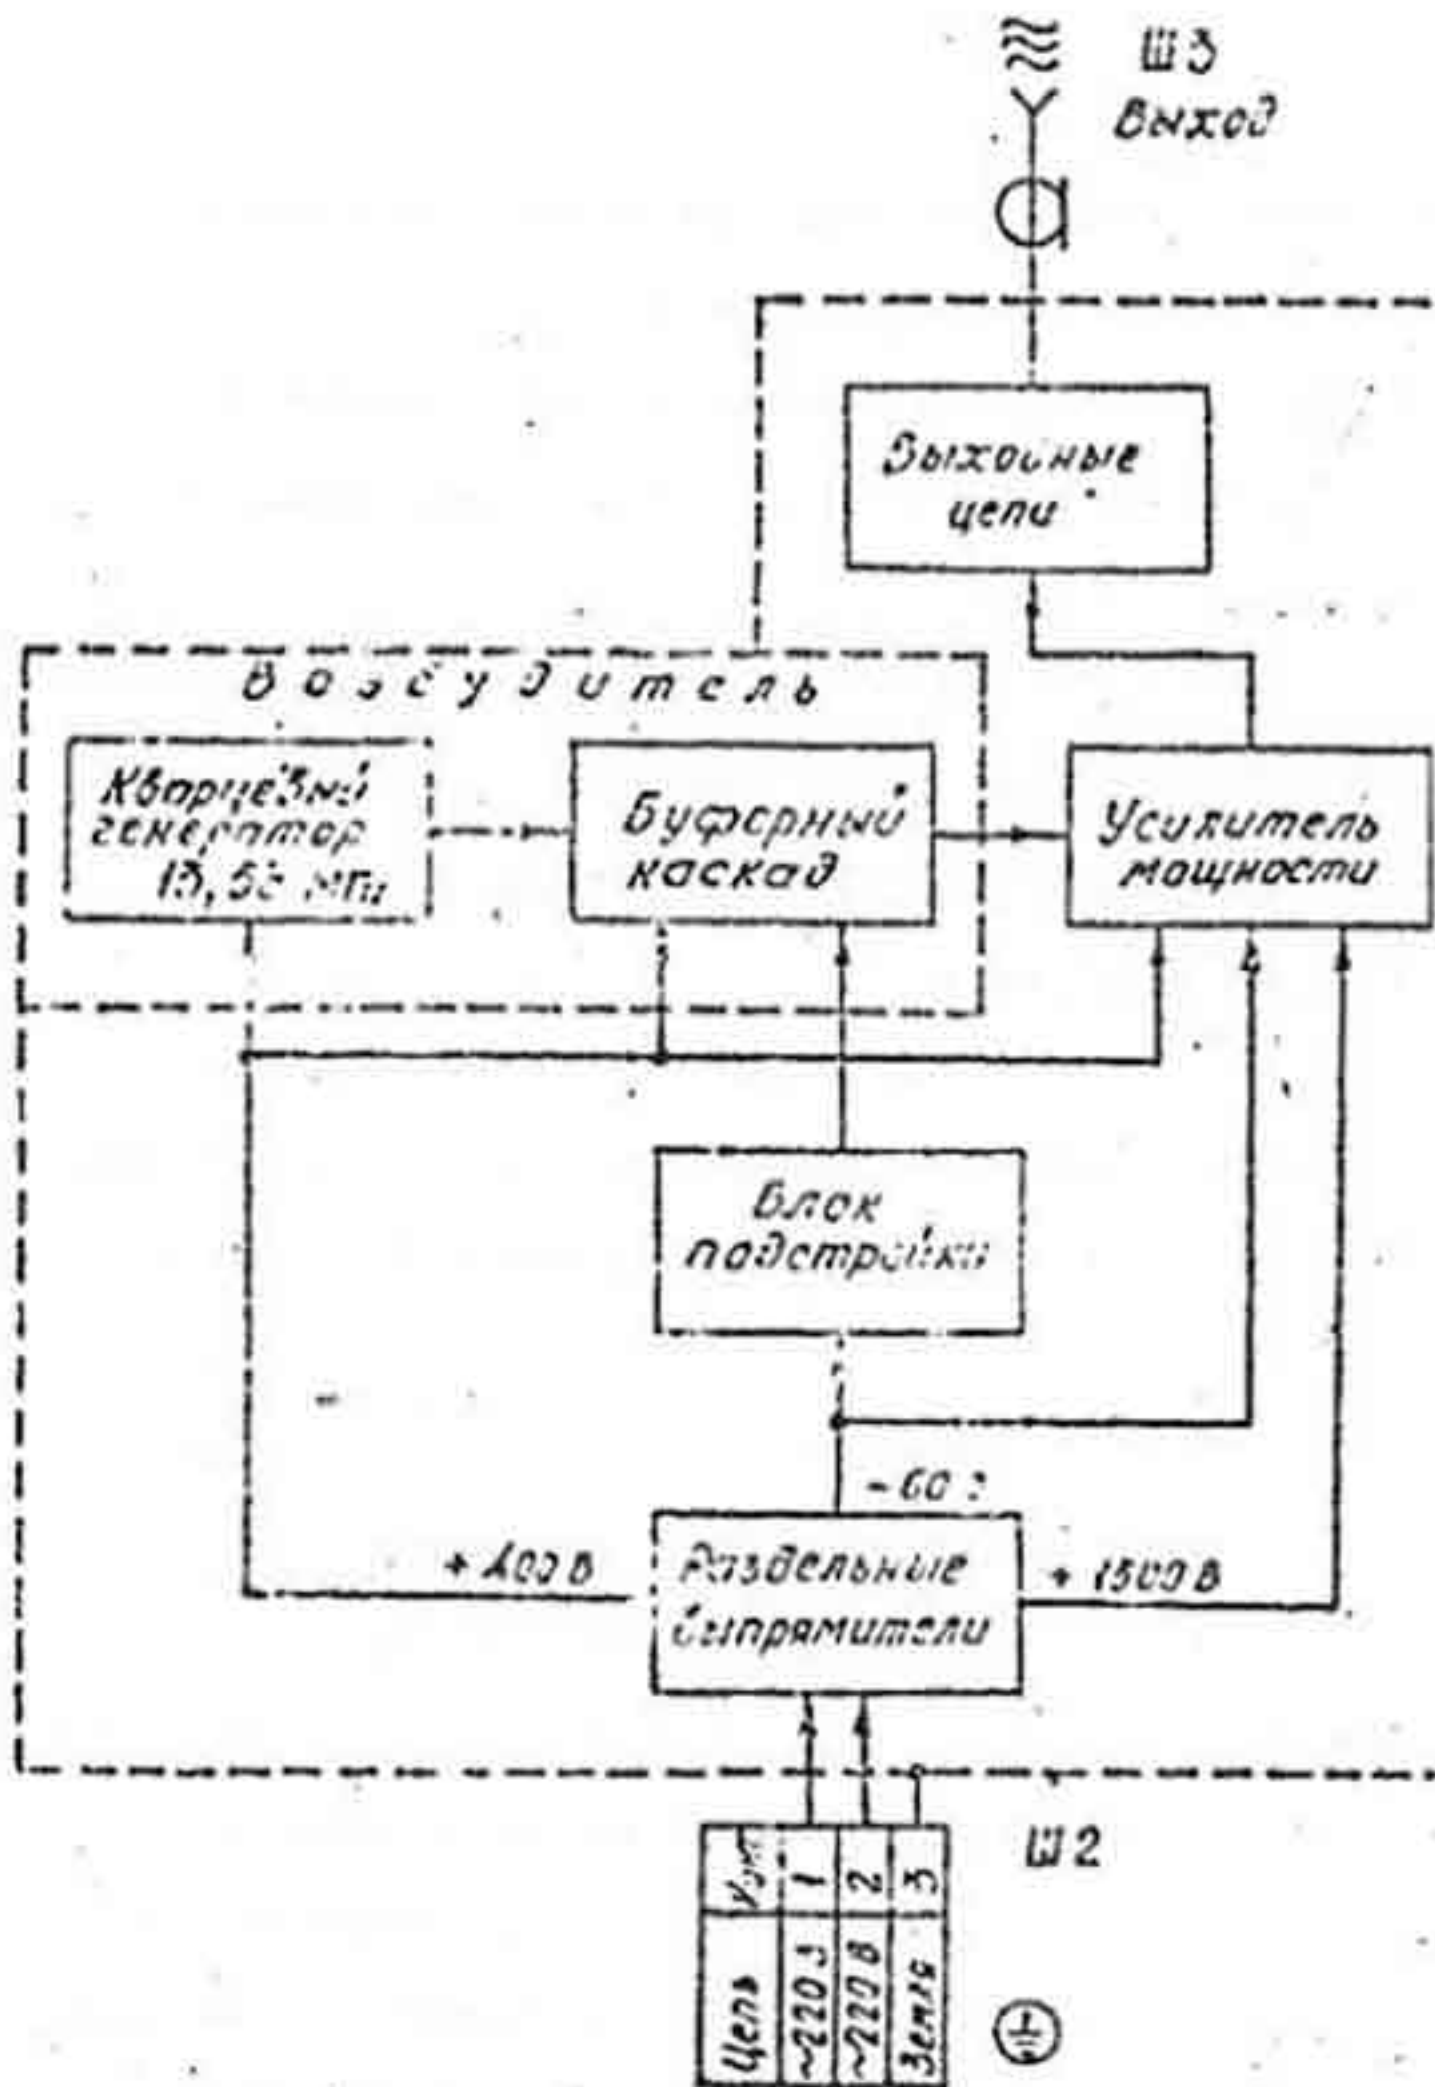 Ш3
Выход
Выходные
цепи
Возбудитель
Кварцевый
генератор
13,56 МГц
Буферный
каскад
Усилитель
мощности
Блок
подстройки
-60 В
+400 В
Раздельные
выпрямители
+1500 В
Ш2
Конт 1 2 3
Цепь ~220 В ~220 В Земля